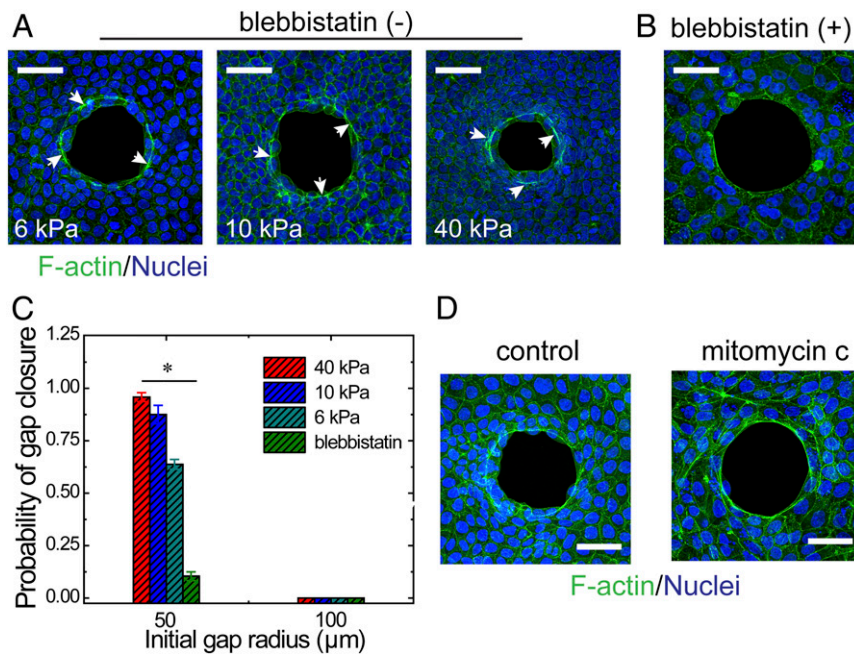 A
blebbistatin (-)
B
blebbistatin (+)
6 kPa
10 kPa
40 kPa
F-actin/Nuclei
C
Probability of gap closure
1.25
1.00
0.75
0.50
0.25
0.00
*
40 kPa
10 kPa
6 kPa
blebbistatin
50
100
Initial gap radius (μm)
D
control
mitomycin c
F-actin/Nuclei